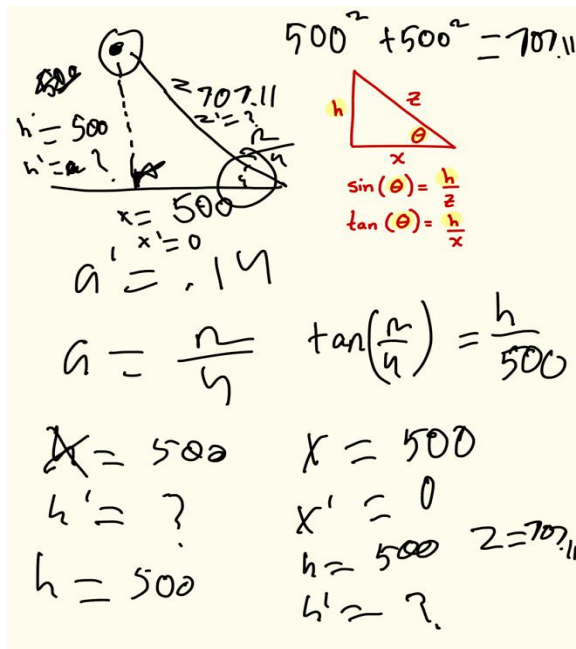 500² + 500² = 707.11
z 707.11
z' = ?
h = 500
h' = ?
π/4
x = 500
x' = 0
h
z
θ
x
sin(θ) = h/z
tan(θ) = h/x
a' = .14
a = π/4
tan(π/4) = h/500
= 500
x = 500
h' = ?
x' = 0
h = 500
h = 500
z = 707.11
h' = ?